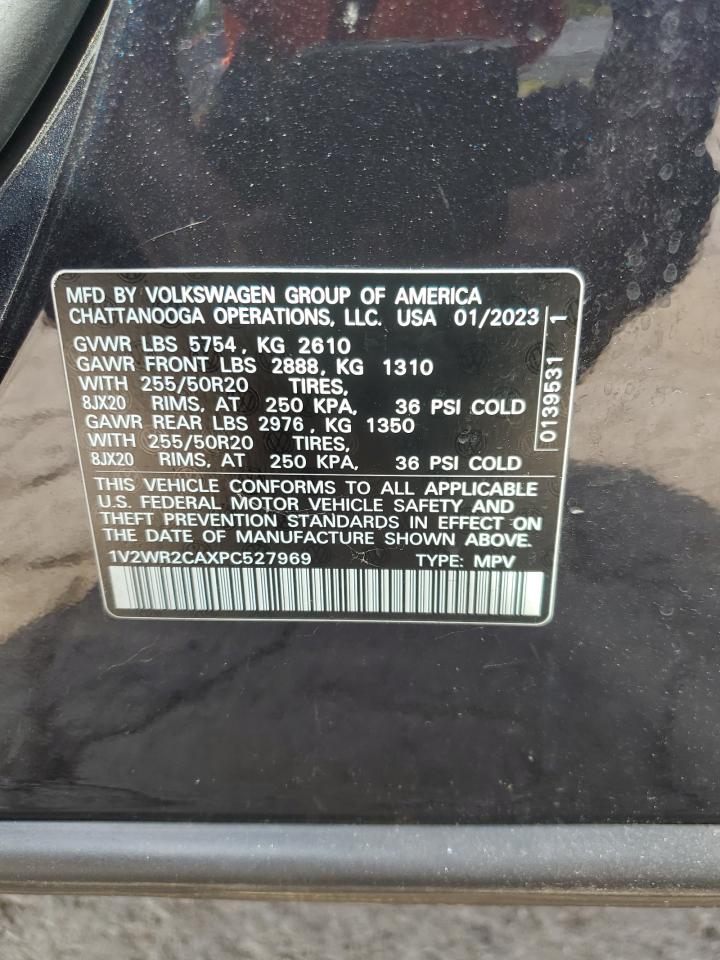 MFD BY VOLKSWAGEN GROUP OF AMERICA
CHATTANOOGA OPERATIONS, LLC. USA 01/2023
GVWR LBS 5754, KG 2610
GAWR FRONT LBS 2888, KG 1310
WITH 255/50R20 TIRES,
8JX20 RIMS, AT 250 KPA, 36 PSI COLD
GAWR REAR LBS 2976, KG 1350
WITH 255/50R20 TIRES,
8JX20 RIMS, AT 250 KPA, 36 PSI COLD
0139531 1
THIS VEHICLE CONFORMS TO ALL APPLICABLE
U.S. FEDERAL MOTOR VEHICLE SAFETY AND
THEFT PREVENTION STANDARDS IN EFFECT ON
THE DATE OF MANUFACTURE SHOWN ABOVE.
1V2WR2CAXPC527969 TYPE: MPV